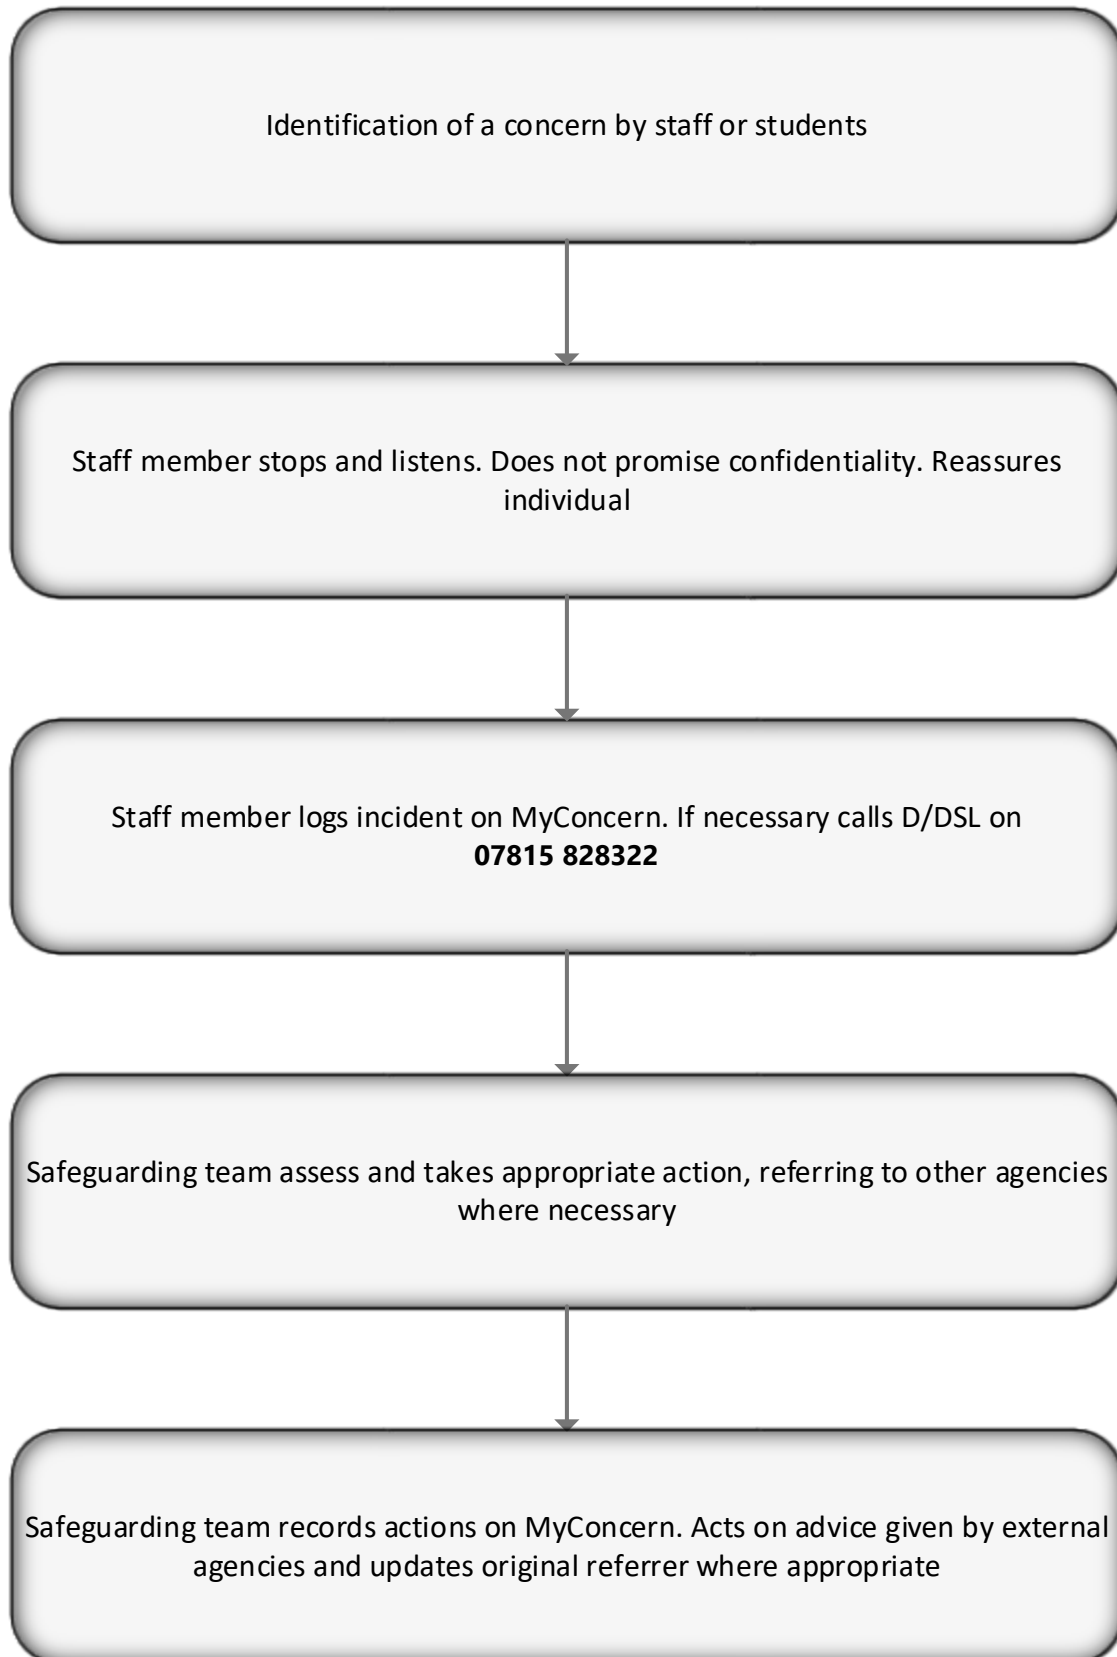 Identification of a concern by staff or students
Staff member stops and listens. Does not promise confidentiality. Reassures
individual
Staff member logs incident on MyConcern. If necessary calls D/DSL on
07815 828322
Safeguarding team assess and takes appropriate action, referring to other agencies
where necessary
Safeguarding team records actions on MyConcern. Acts on advice given by external
agencies and updates original referrer where appropriate